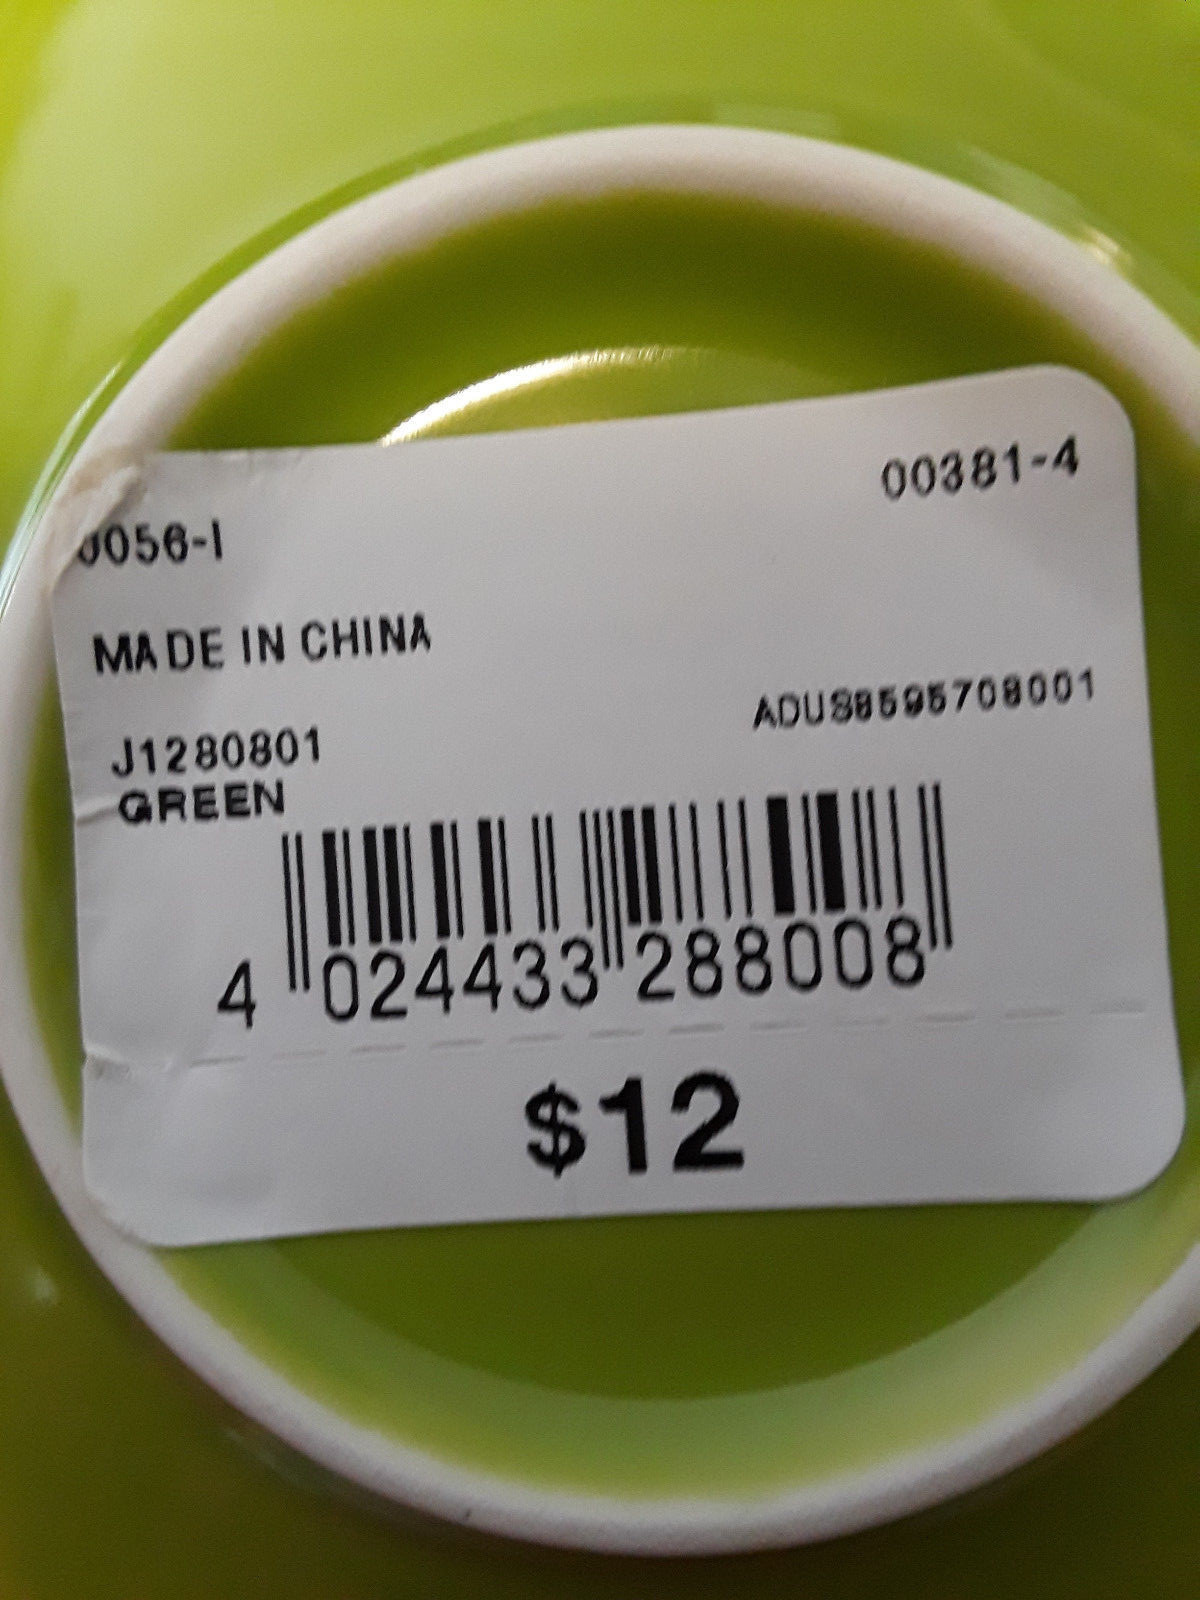 00381-4
0056-I
MADE IN CHINA
ADUS8595708001
J1280801
GREEN
4 024433 288008
$12